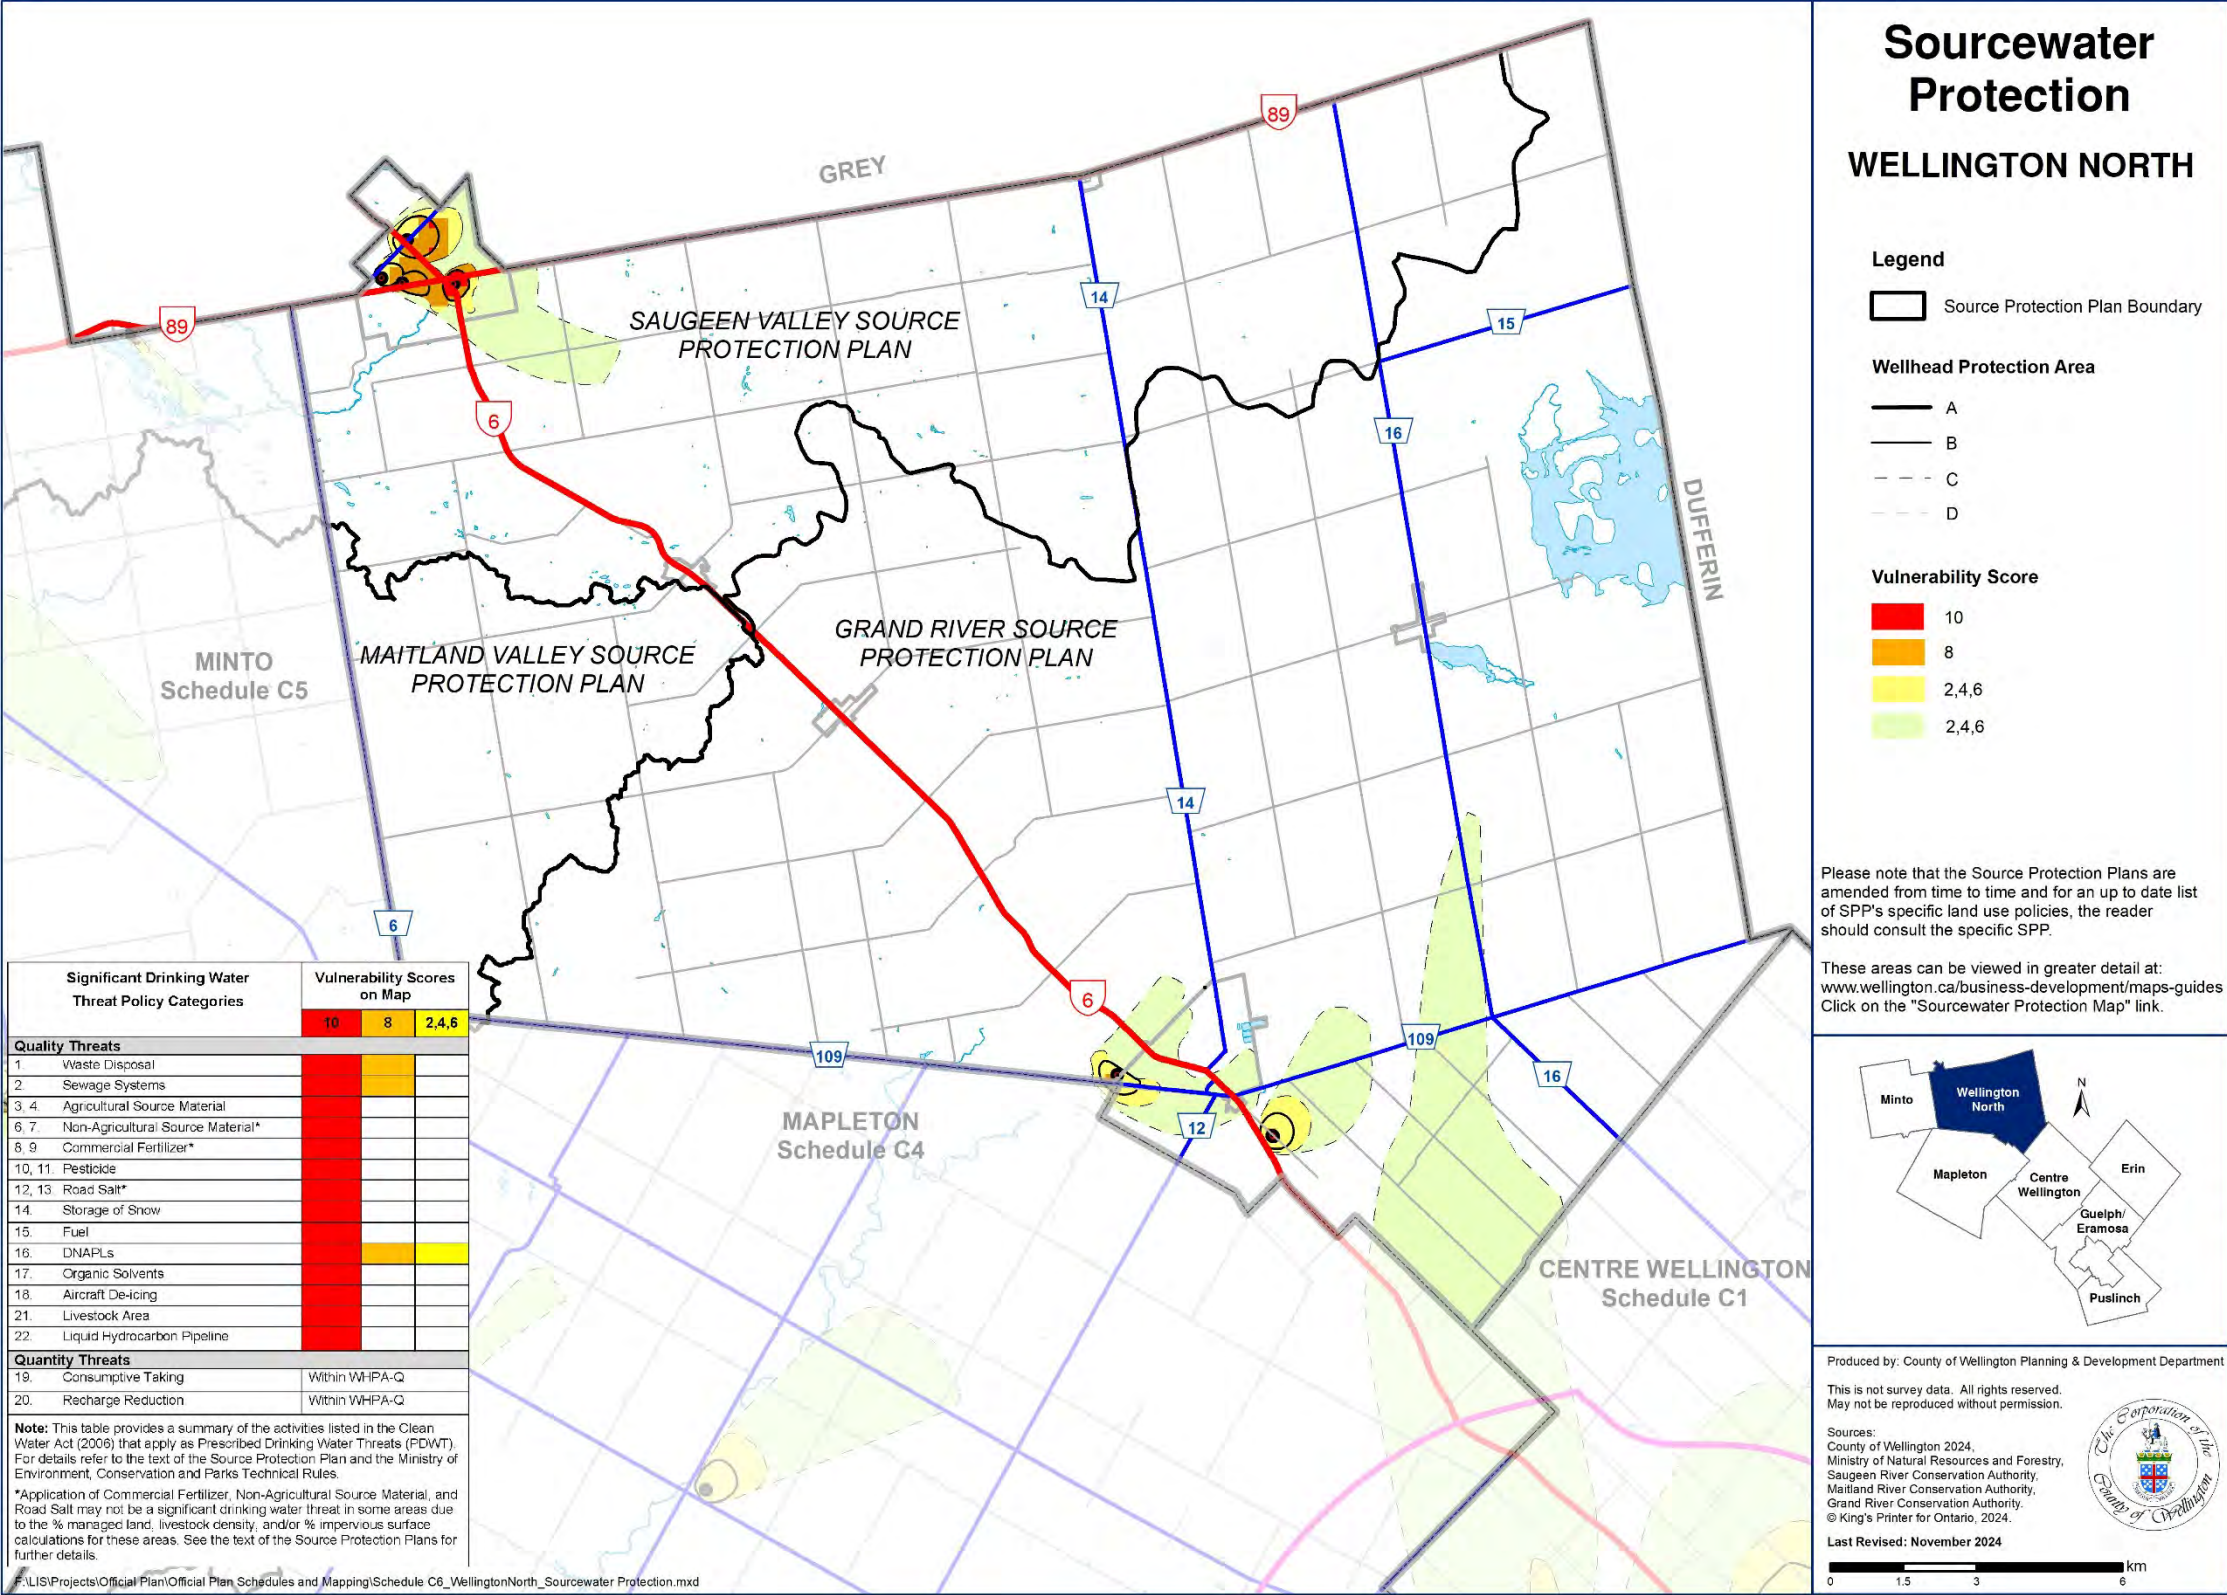 Sourcewater
Protection
WELLINGTON NORTH
Legend
Source Protection Plan Boundary
Wellhead Protection Area
A
B
C
D
Vulnerability Score
10
8
2,4,6
2,4,6
Please note that the Source Protection Plans are
amended from time to time and for an up to date list
of SPP's specific land use policies, the reader
should consult the specific SPP.
These areas can be viewed in greater detail at:
www.wellington.ca/business-development/maps-guides
Click on the "Sourcewater Protection Map" link.
Minto
Wellington
North
N
Mapleton
Centre
Wellington
Erin
Guelph/
Eramosa
Puslinch
Produced by: County of Wellington Planning & Development Department
This is not survey data. All rights reserved.
May not be reproduced without permission.
Sources:
County of Wellington 2024,
Ministry of Natural Resources and Forestry,
Saugeen River Conservation Authority,
Maitland River Conservation Authority,
Grand River Conservation Authority.
© King's Printer for Ontario, 2024.
The Corporation of the
County of Wellington
Last Revised: November 2024
km
0 1.5 3 6
89
GREY
89
14
15
SAUGEEN VALLEY SOURCE
PROTECTION PLAN
6
16
DUFFERIN
MINTO
Schedule C5
MAITLAND VALLEY SOURCE
PROTECTION PLAN
GRAND RIVER SOURCE
PROTECTION PLAN
14
6
6
109
109
16
12
MAPLETON
Schedule C4
CENTRE WELLINGTON
Schedule C1
Significant Drinking Water
Threat Policy Categories
Vulnerability Scores
on Map
10 8 2,4,6
Quality Threats
1. Waste Disposal
2. Sewage Systems
3, 4. Agricultural Source Material
6, 7. Non-Agricultural Source Material*
8, 9 Commercial Fertilizer*
10, 11. Pesticide
12, 13. Road Salt*
14. Storage of Snow
15. Fuel
16. DNAPLs
17. Organic Solvents
18. Aircraft De-icing
21. Livestock Area
22. Liquid Hydrocarbon Pipeline
Quantity Threats
19. Consumptive Taking Within WHPA-Q
20. Recharge Reduction Within WHPA-Q
Note: This table provides a summary of the activities listed in the Clean
Water Act (2006) that apply as Prescribed Drinking Water Threats (PDWT).
For details refer to the text of the Source Protection Plan and the Ministry of
Environment, Conservation and Parks Technical Rules.
*Application of Commercial Fertilizer, Non-Agricultural Source Material, and
Road Salt may not be a significant drinking water threat in some areas due
to the % managed land, livestock density, and/or % impervious surface
calculations for these areas. See the text of the Source Protection Plans for
further details.
F:\LIS\Projects\Official Plan\Official Plan Schedules and Mapping\Schedule C6_WellingtonNorth_Sourcewater Protection.mxd